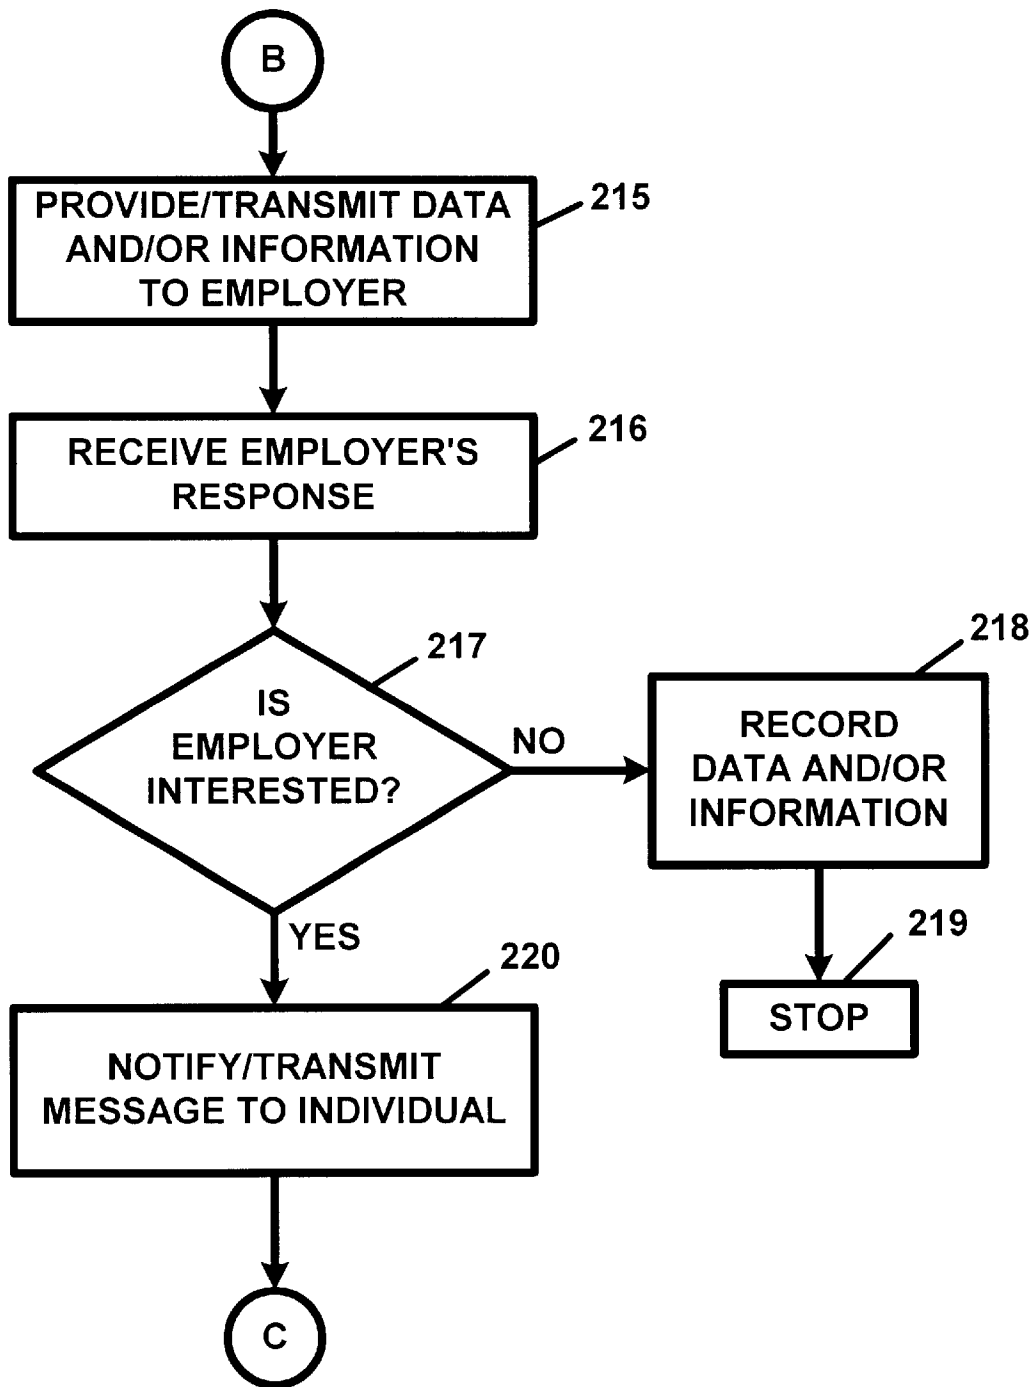 B
PROVIDE/TRANSMIT DATA
AND/OR INFORMATION
TO EMPLOYER
215
RECEIVE EMPLOYER'S
RESPONSE
216
IS
EMPLOYER
INTERESTED?
217
NO
RECORD
DATA AND/OR
INFORMATION
218
STOP
219
YES
NOTIFY/TRANSMIT
MESSAGE TO INDIVIDUAL
220
C